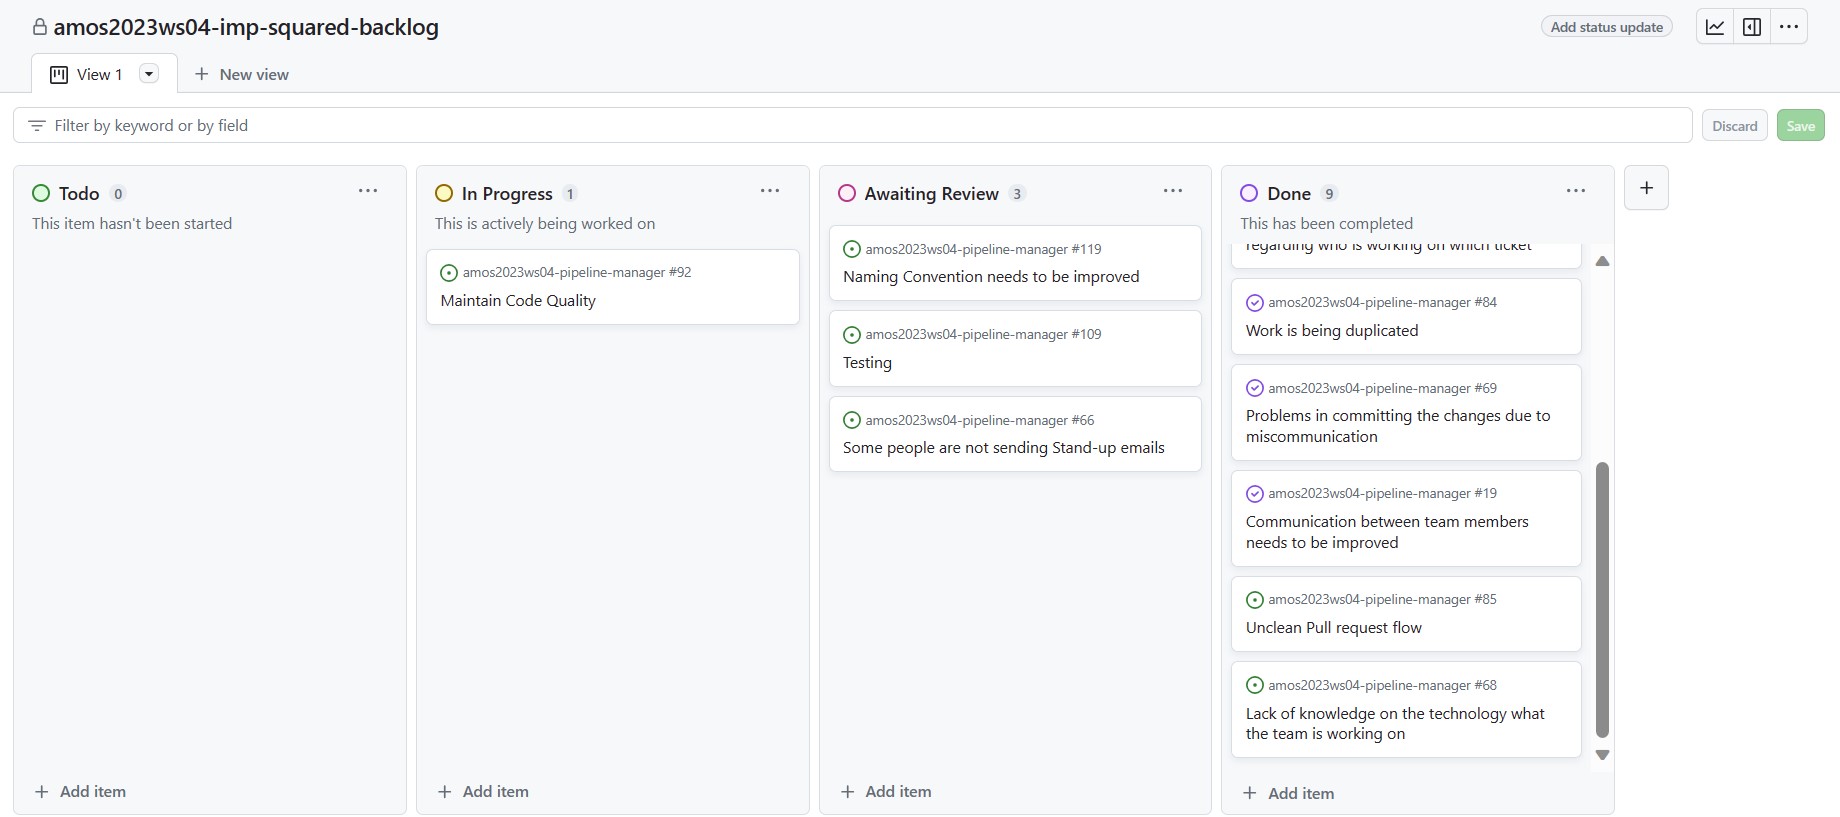 amos2023ws04-imp-squared-backlog
Add status update
View 1
New view
Filter by keyword or by field
Discard
Save
Todo 0
This item hasn't been started
Add item
In Progress 1
This is actively being worked on
amos2023ws04-pipeline-manager #92
Maintain Code Quality
Add item
Awaiting Review 3
amos2023ws04-pipeline-manager #119
Naming Convention needs to be improved
amos2023ws04-pipeline-manager #109
Testing
amos2023ws04-pipeline-manager #66
Some people are not sending Stand-up emails
Add item
Done 9
This has been completed
regarding who is working on which ticket
amos2023ws04-pipeline-manager #84
Work is being duplicated
amos2023ws04-pipeline-manager #69
Problems in committing the changes due to
miscommunication
amos2023ws04-pipeline-manager #19
Communication between team members
needs to be improved
amos2023ws04-pipeline-manager #85
Unclean Pull request flow
amos2023ws04-pipeline-manager #68
Lack of knowledge on the technology what
the team is working on
Add item